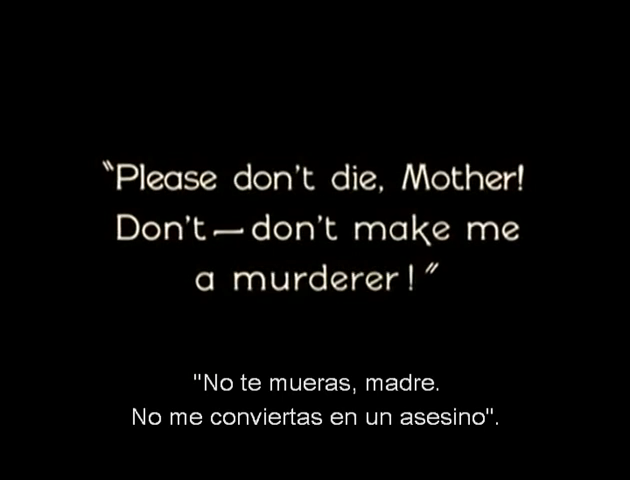 "Please don't die, Mother!
Don't—don't make me
a murderer!"
"No te mueras, madre.
No me conviertas en un asesino".